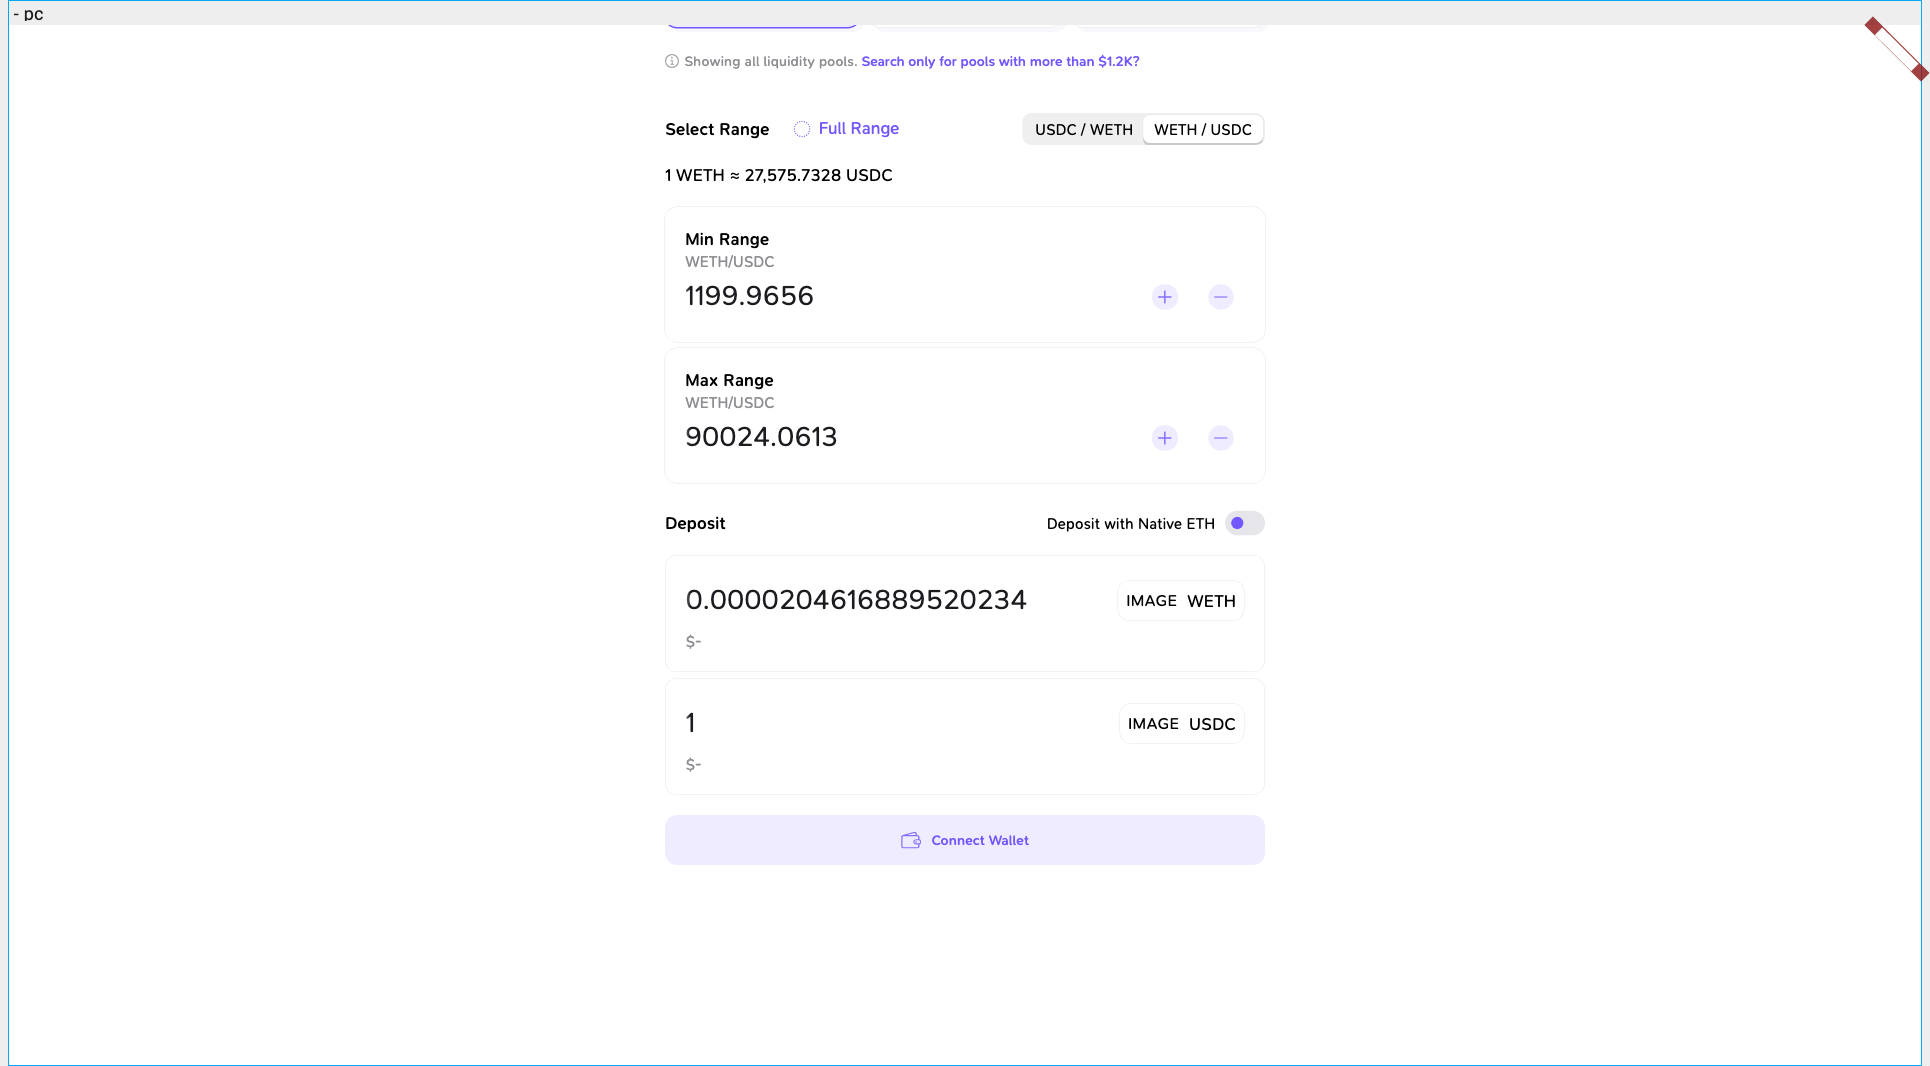 - pc
Showing all liquidity pools. Search only for pools with more than $1.2K?
Select Range Full Range USDC / WETH WETH / USDC
1 WETH ≈ 27,575.7328 USDC
Min Range
WETH/USDC
1199.9656
Max Range
WETH/USDC
90024.0613
Deposit Deposit with Native ETH
0.0000204616889520234 IMAGE WETH
$-
1 IMAGE USDC
$-
Connect Wallet